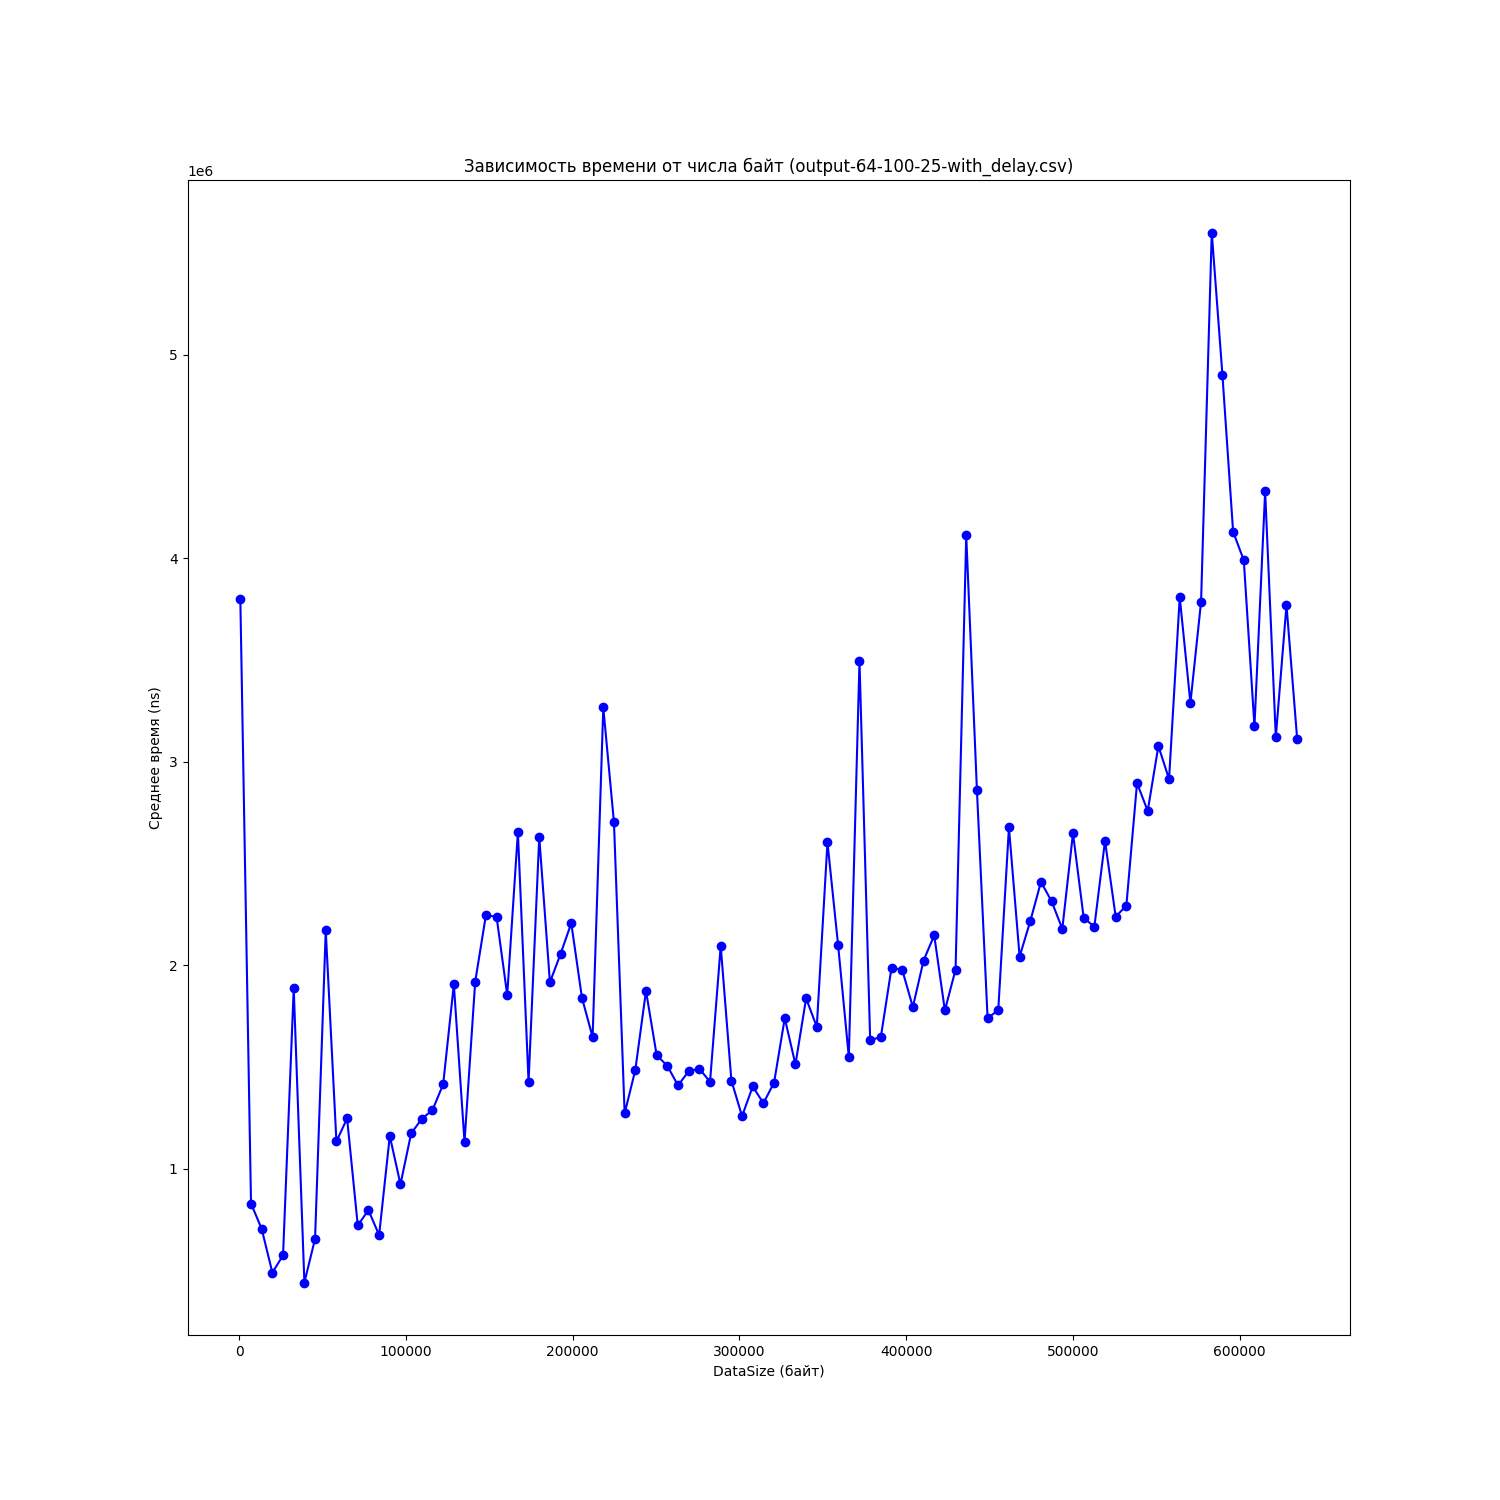 Зависимость времени от числа байт (output-64-100-25-with_delay.csv)
1e6
5
4
3
2
1
Среднее время (ns)
0 100000 200000 300000 400000 500000 600000
DataSize (байт)